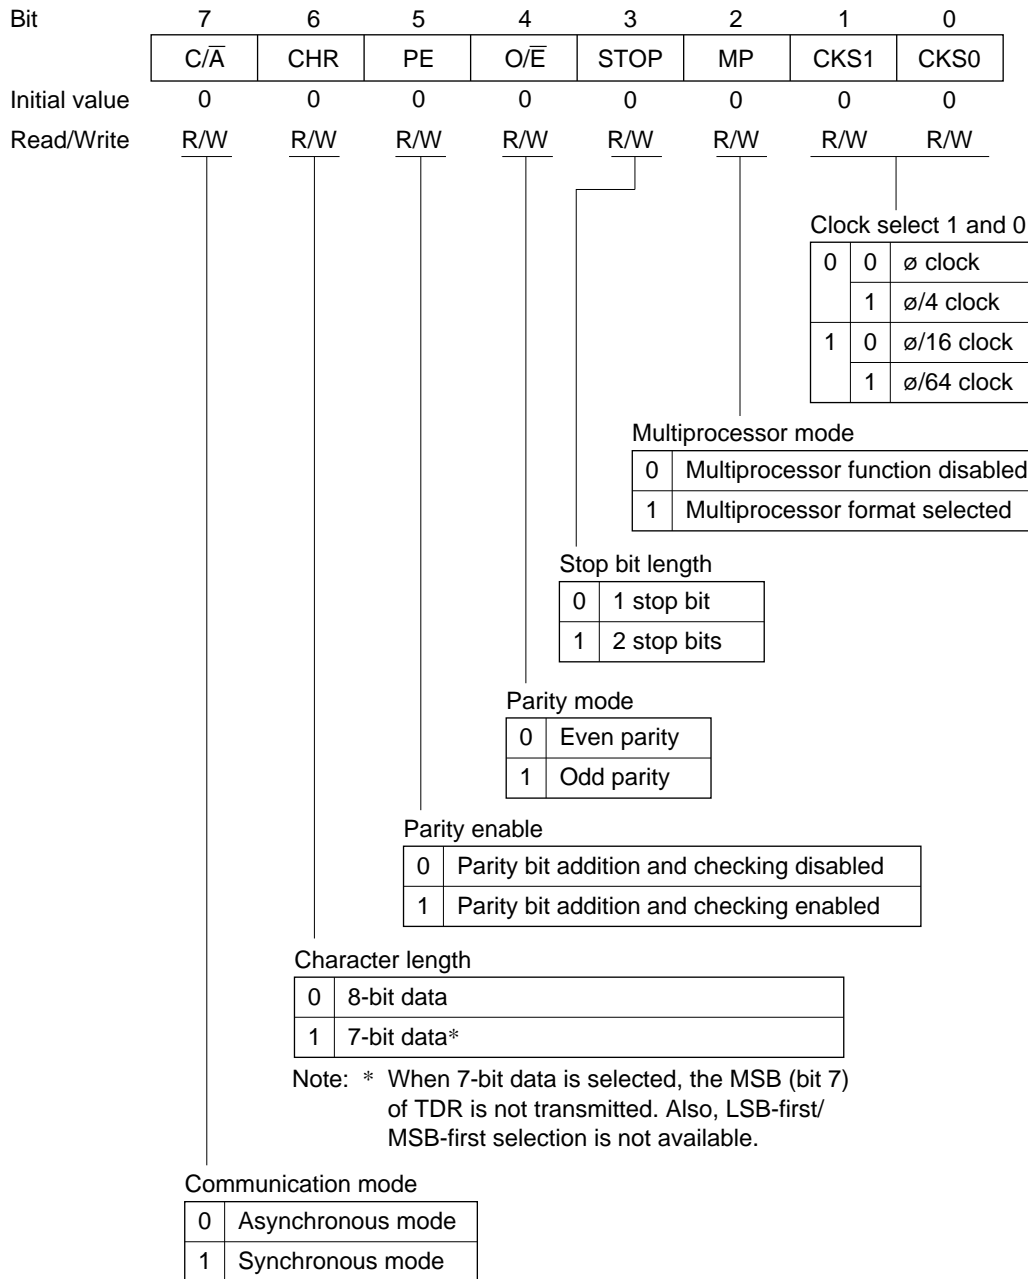 Bit 7 6 5 4 3 2 1 0
C/A̅ CHR PE O/E̅ STOP MP CKS1 CKS0
Initial value 0 0 0 0 0 0 0 0
Read/Write R/W R/W R/W R/W R/W R/W R/W R/W
Clock select 1 and 0
0 0 ø clock
1 ø/4 clock
1 0 ø/16 clock
1 ø/64 clock
Multiprocessor mode
0 Multiprocessor function disabled
1 Multiprocessor format selected
Stop bit length
0 1 stop bit
1 2 stop bits
Parity mode
0 Even parity
1 Odd parity
Parity enable
0 Parity bit addition and checking disabled
1 Parity bit addition and checking enabled
Character length
0 8-bit data
1 7-bit data*
Note: * When 7-bit data is selected, the MSB (bit 7)
of TDR is not transmitted. Also, LSB-first/
MSB-first selection is not available.
Communication mode
0 Asynchronous mode
1 Synchronous mode